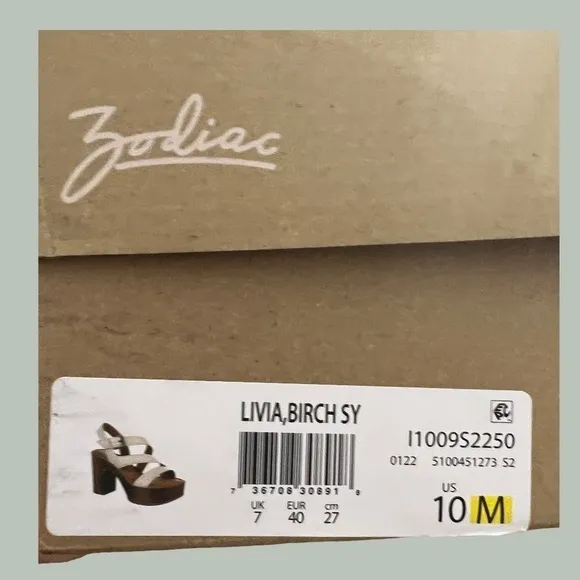 Zodiac
LIVIA,BIRCH SY
I1009S2250
0122 5100451273 S2
7 36708 30891 8
UK EUR cm
7 40 27
US
10 M